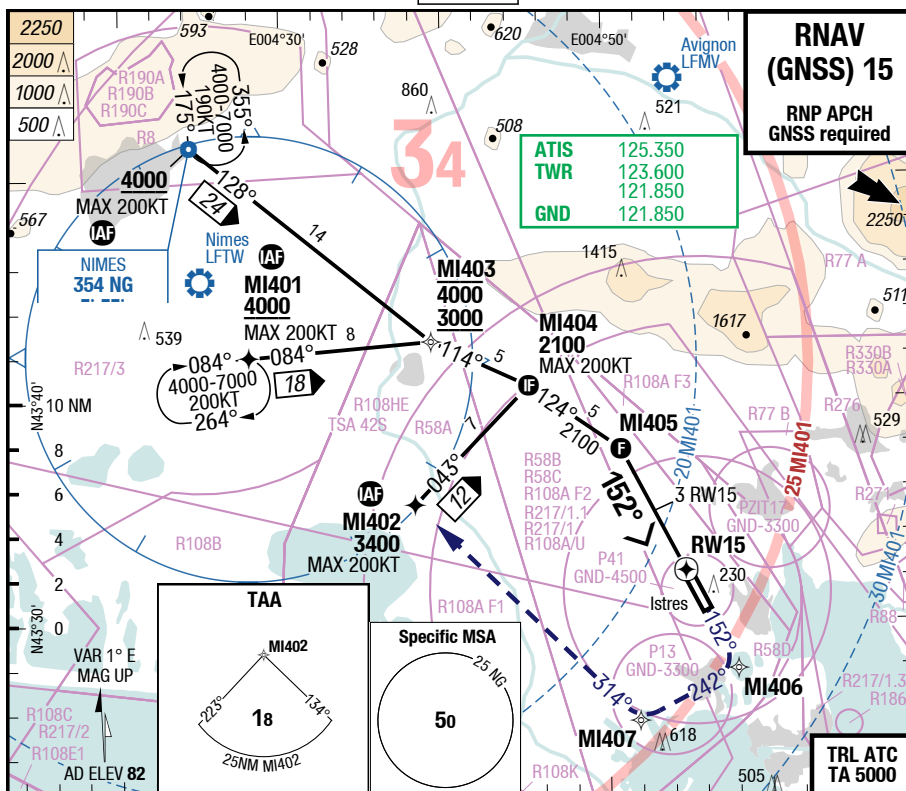 2250
2000
1000
500
593
E004°30'
528
620
E004°50'
Avignon
LFMV
RNAV
(GNSS) 15
RNP APCH
GNSS required
R190A
R190B
R190C
R8
4000-7000
190KT
175°
355°
860
34
508
521
ATIS 125.350
TWR 123.600
121.850
GND 121.850
4000
MAX 200KT
IAF
128°
24
14
567
2250
NIMES
354 NG
Nimes
LFTW
IAF
MI401
4000
MAX 200KT
MI403
4000
3000
1415
R77 A
511
1617
539
R217/3
084°
084°
8
4000-7000
200KT
264°
18
114°
5
MI404
2100
MAX 200KT
IF
R108A F3
R330B
R330A
R276
529
N43°40'
10 NM
8
6
4
2
0
N43°30'
R108HE
TSA 42S
R58A
7
124°
5
2100
MI405
F
R77 B
20 MI401
25 MI401
30 MI401
043°
12
IAF
MI402
3400
MAX 200KT
R58B
R58C
R108A F2
R217/1.1
R217/1.
R108A/U
152°
3 RW15
PZIT17
GND-3300
R271
R108B
P41
GND-4500
RW15
230
Istres
R108A F1
R88
TAA
MI402
223°
134°
18
25NM MI402
Specific MSA
25 NG
50
VAR 1° E
MAG UP
152°
P13
GND-3300
R58D
242°
314°
MI406
MI407
R217/1.3
R186
R108C
R217/2
R108E1
AD ELEV 82
618
R108K
505
TRL ATC
TA 5000